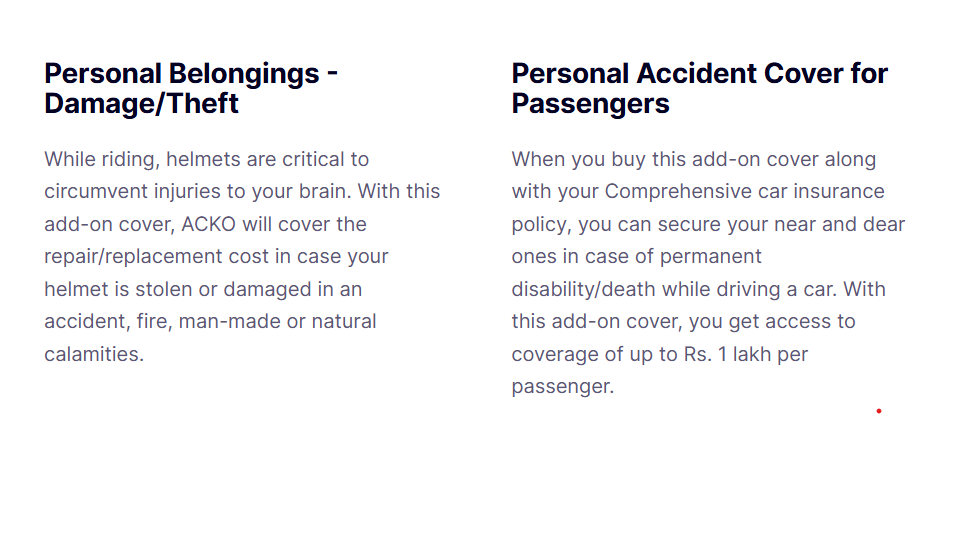 Personal Belongings -
Damage/Theft
While riding, helmets are critical to
circumvent injuries to your brain. With this
add-on cover, ACKO will cover the
repair/replacement cost in case your
helmet is stolen or damaged in an
accident, fire, man-made or natural
calamities.
Personal Accident Cover for
Passengers
When you buy this add-on cover along
with your Comprehensive car insurance
policy, you can secure your near and dear
ones in case of permanent
disability/death while driving a car. With
this add-on cover, you get access to
coverage of up to Rs. 1 lakh per
passenger.